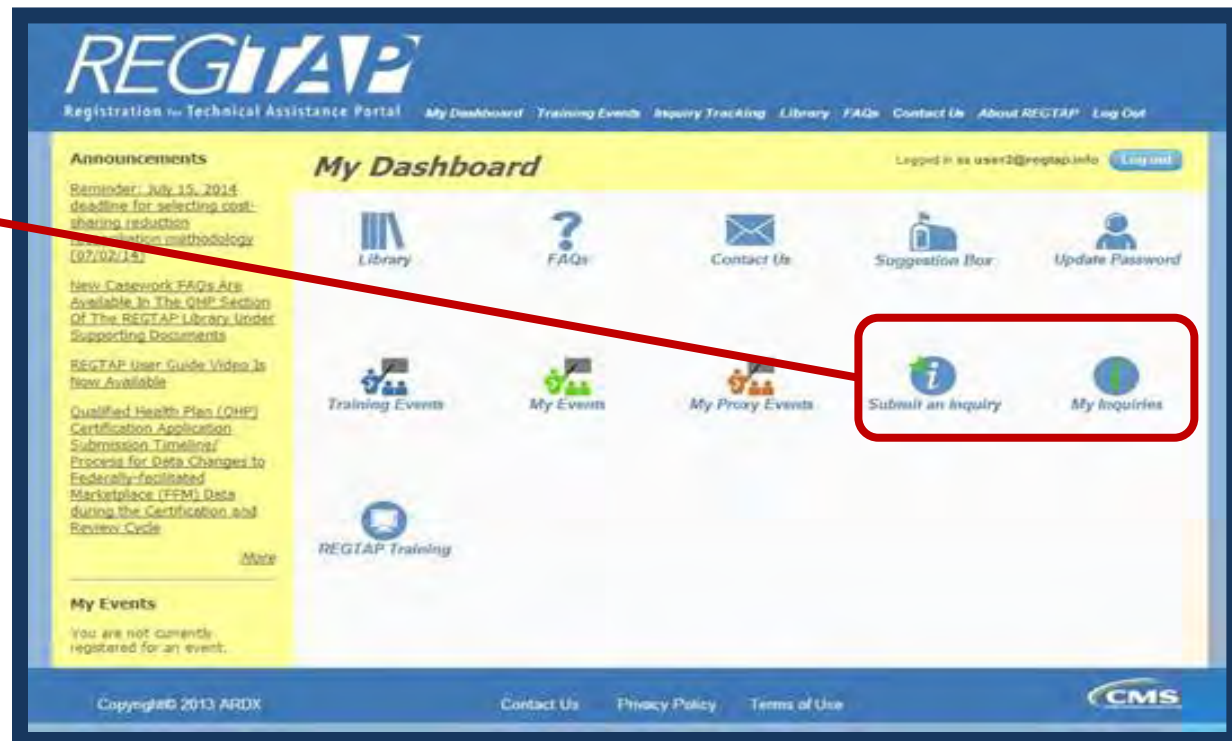 REGTAP
Registration for Technical Assistance Portal
My Dashboard Training Events Inquiry Tracking Library FAQs Contact Us About REGTAP Log Out
Announcements
Reminder: July 15, 2014
deadline for selecting cost-
sharing reduction
reconciliation methodology
(07/02/14)
New Casework FAQs Are
Available In The QHP Section
Of The REGTAP Library Under
Supporting Documents
REGTAP User Guide Video Is
Now Available
Qualified Health Plan (QHP)
Certification Application
Submission Timeline/
Process for Data Changes to
Federally-facilitated
Marketplace (FFM) Data
during the Certification and
Review Cycle
More
My Events
You are not currently
registered for an event.
My Dashboard
Logged in as user2@regtap.info Log out
Library FAQs Contact Us Suggestion Box Update Password
Training Events My Events My Proxy Events Submit an Inquiry My Inquiries
REGTAP Training
Copyright© 2013 ARDX Contact Us Privacy Policy Terms of Use CMS